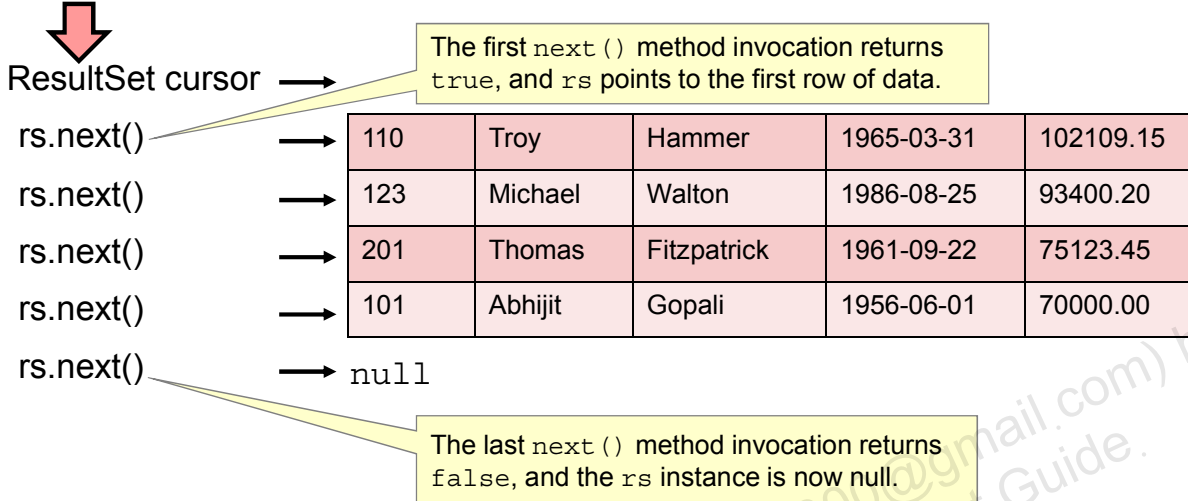 The first next() method invocation returns
true, and rs points to the first row of data.
ResultSet cursor
rs.next()
110 Troy Hammer 1965-03-31 102109.15
rs.next()
123 Michael Walton 1986-08-25 93400.20
rs.next()
201 Thomas Fitzpatrick 1961-09-22 75123.45
rs.next()
101 Abhijit Gopali 1956-06-01 70000.00
rs.next()
null
The last next() method invocation returns
false, and the rs instance is now null.
@gmail.com)
Guide.